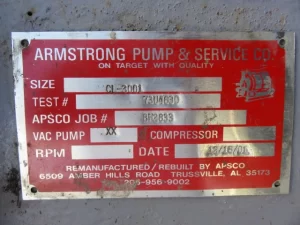 ARMSTRONG PUMP & SERVICE CO.
ON TARGET WITH QUALITY
SIZE CL-3001
TEST #
APSCO JOB #
VAC PUMP XX COMPRESSOR
RPM DATE
REMANUFACTURED / REBUILT BY APSCO
6509 AMBER HILLS ROAD TRUSSVILLE, AL 35173
205-956-9002